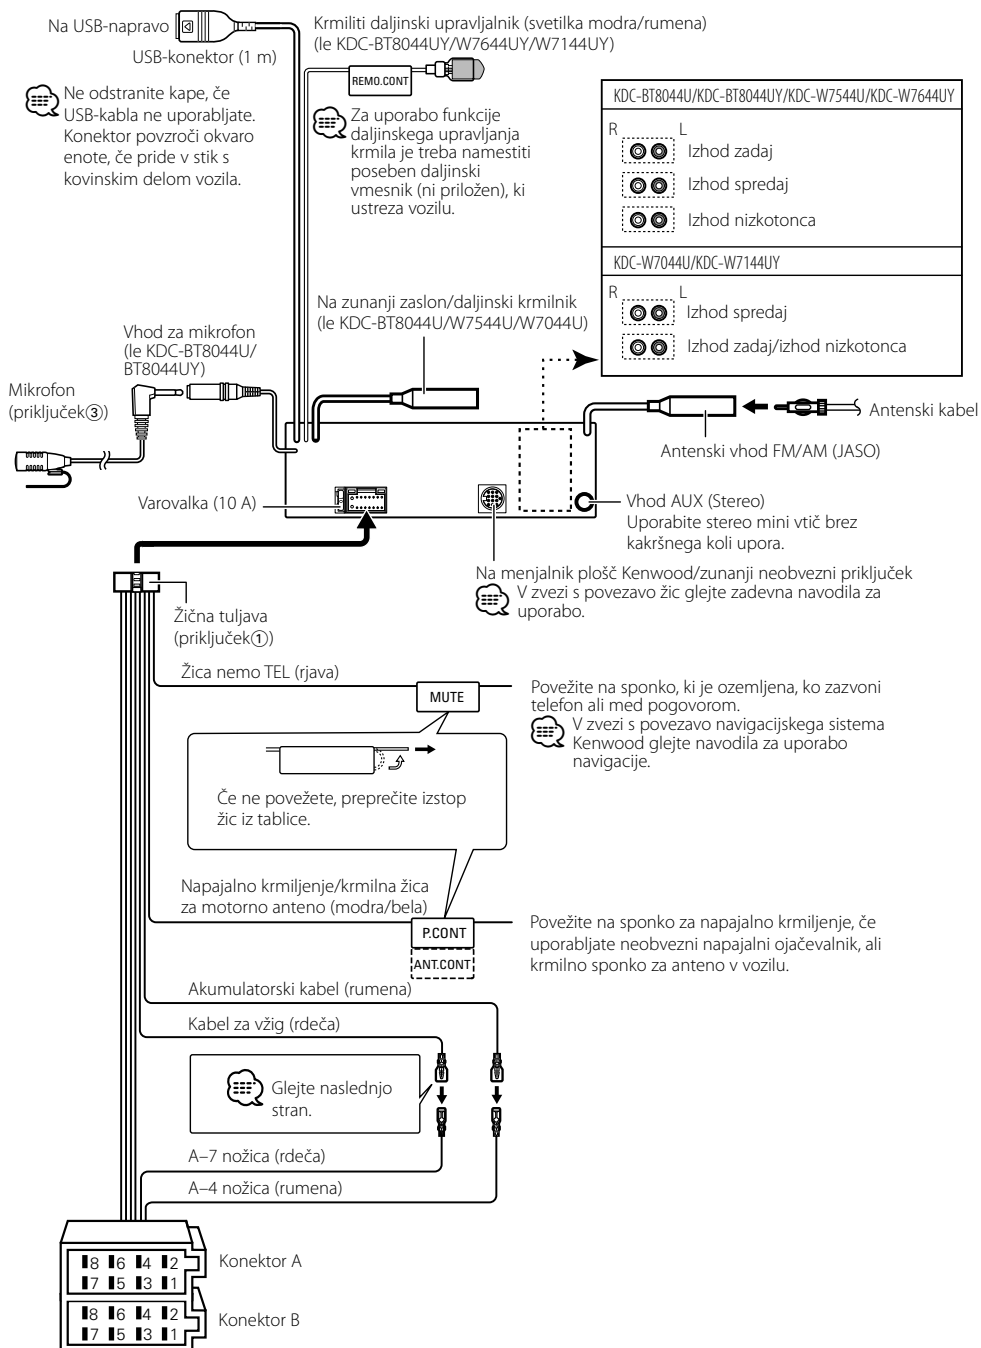 Na USB-napravo
USB-konektor (1 m)
Ne odstranite kape, če
USB-kabla ne uporabljate.
Konektor povzroči okvaro
enote, če pride v stik s
kovinskim delom vozila.
Krmiliti daljinski upravljalnik (svetilka modra/rumena)
(le KDC-BT8044UY/W7644UY/W7144UY)
REMO.CONT
Za uporabo funkcije
daljinskega upravljanja
krmila je treba namestiti
poseben daljinski
vmesnik (ni priložen), ki
ustreza vozilu.
KDC-BT8044U/KDC-BT8044UY/KDC-W7544U/KDC-W7644UY
R L
Izhod zadaj
Izhod spredaj
Izhod nizkotonca
KDC-W7044U/KDC-W7144UY
R L
Izhod spredaj
Izhod zadaj/izhod nizkotonca
Na zunanji zaslon/daljinski krmilnik
(le KDC-BT8044U/W7544U/W7044U)
Vhod za mikrofon
(le KDC-BT8044U/
BT8044UY)
Mikrofon
(priključek③)
Antenski kabel
Antenski vhod FM/AM (JASO)
Varovalka (10 A)
Vhod AUX (Stereo)
Uporabite stereo mini vtič brez
kakršnega koli upora.
Na menjalnik plošč Kenwood/zunanji neobvezni priključek
V zvezi s povezavo žic glejte zadevna navodila za
uporabo.
Žična tuljava
(priključek①)
Žica nemo TEL (rjava)
MUTE
Povežite na sponko, ki je ozemljena, ko zazvoni
telefon ali med pogovorom.
V zvezi s povezavo navigacijskega sistema
Kenwood glejte navodila za uporabo
navigacije.
Če ne povežete, preprečite izstop
žic iz tablice.
Napajalno krmiljenje/krmilna žica
za motorno anteno (modra/bela)
P.CONT
ANT.CONT
Povežite na sponko za napajalno krmiljenje, če
uporabljate neobvezni napajalni ojačevalnik, ali
krmilno sponko za anteno v vozilu.
Akumulatorski kabel (rumena)
Kabel za vžig (rdeča)
Glejte naslednjo
stran.
A–7 nožica (rdeča)
A–4 nožica (rumena)
8 6 4 2
7 5 3 1
Konektor A
8 6 4 2
7 5 3 1
Konektor B